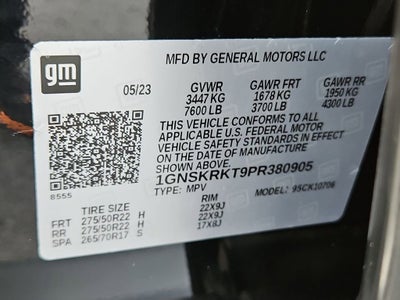 gm
MFD BY GENERAL MOTORS LLC
05/23 GVWR GAWR FRT GAWR RR
3447 KG 1678 KG 1950 KG
7600 LB 3700 LB 4300 LB
THIS VEHICLE CONFORMS TO ALL
APPLICABLE U.S. FEDERAL MOTOR
VEHICLE SAFETY STANDARDS IN
EFFECT ON THE DATE OF
MANUFACTURE SHOWN ABOVE.
1GNSKRKT9PR380905
8555 TYPE: MPV MODEL: 95CK10706
TIRE SIZE RIM
FRT 275/50R22 H 22X9J
RR 275/50R22 H 22X9J
SPA 265/70R17 S 17X8J